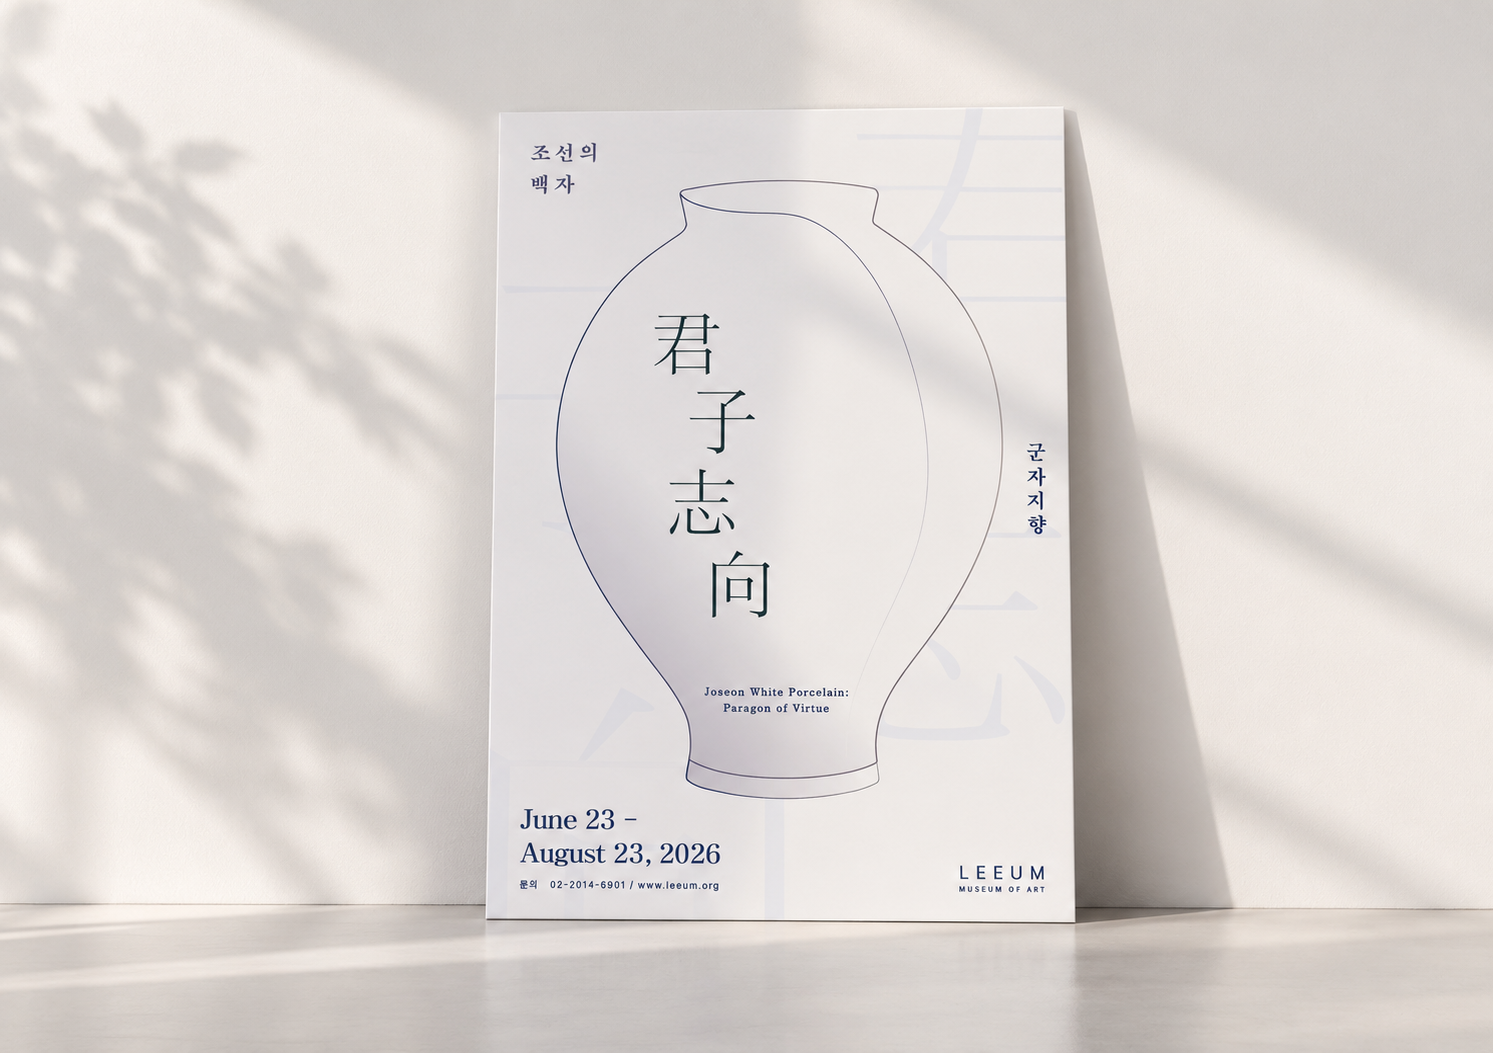 조선의
백자
君
子
志
向
군
자
지
향
Joseon White Porcelain:
Paragon of Virtue
June 23 –
August 23, 2026
문의 02-2014-6901 / www.leeum.org
LEEUM
MUSEUM OF ART